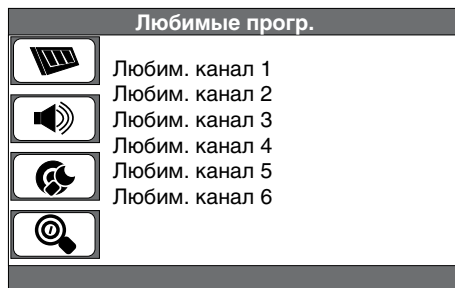 Любимые прогр.
Любим. канал 1
Любим. канал 2
Любим. канал 3
Любим. канал 4
Любим. канал 5
Любим. канал 6